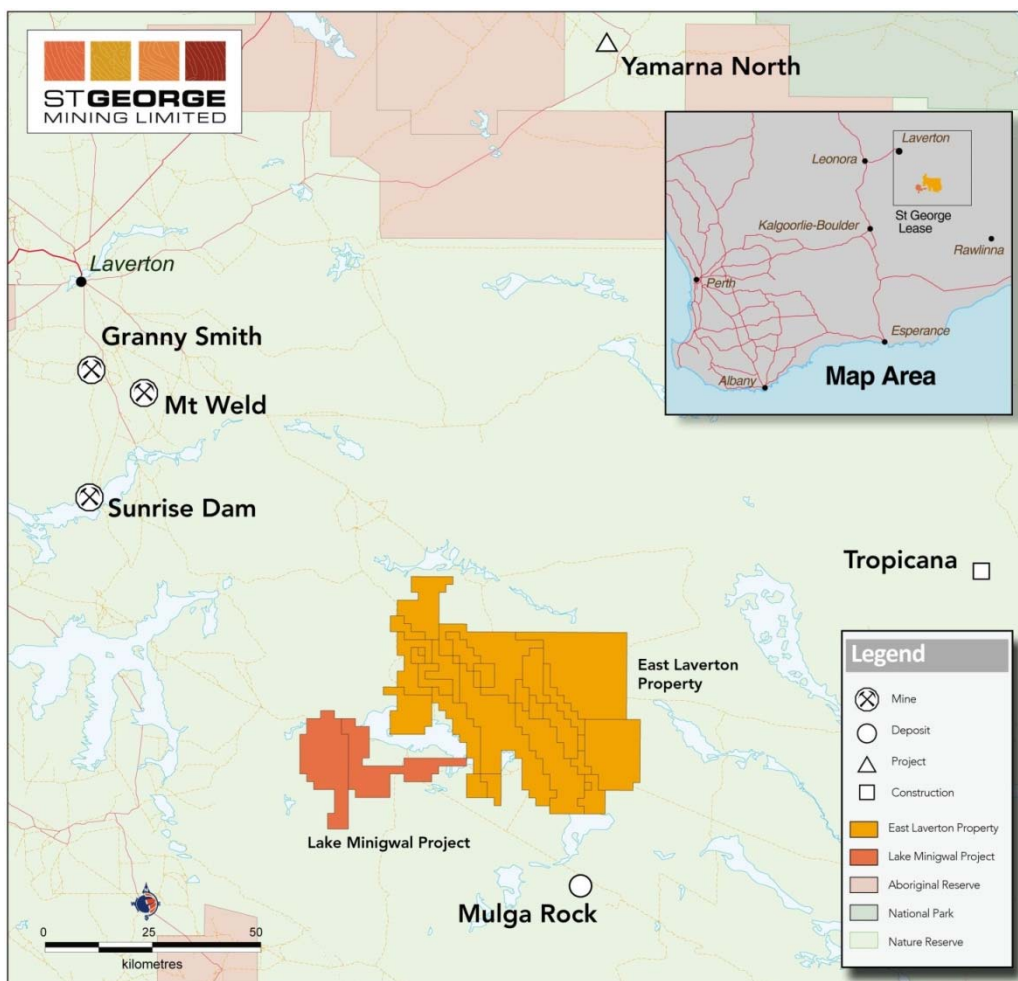 STGEORGE
MINING LIMITED
Yamarna North
Laverton
Leonora
St George
Lease
Kalgoorlie-Boulder
Rawlinna
Perth
Esperance
Albany
Map Area
Laverton
Granny Smith
Mt Weld
Sunrise Dam
Tropicana
East Laverton
Property
Lake Minigwal Project
Mulga Rock
Legend
Mine
Deposit
Project
Construction
East Laverton Property
Lake Minigwal Project
Aboriginal Reserve
National Park
Nature Reserve
0 25 50
kilometres